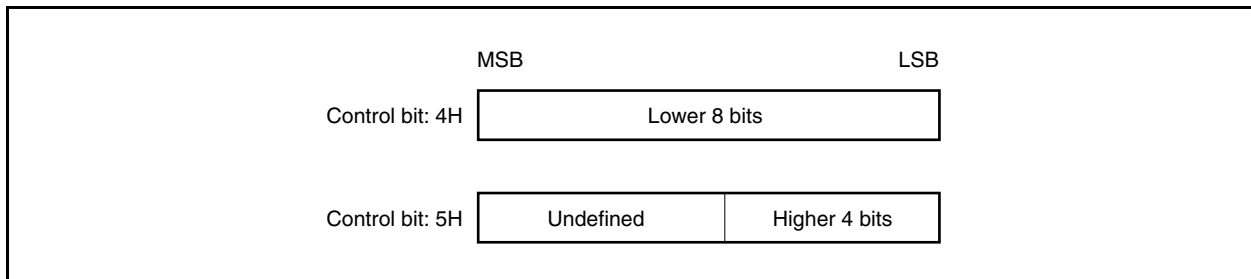 MSB LSB
Control bit: 4H Lower 8 bits
Control bit: 5H Undefined Higher 4 bits